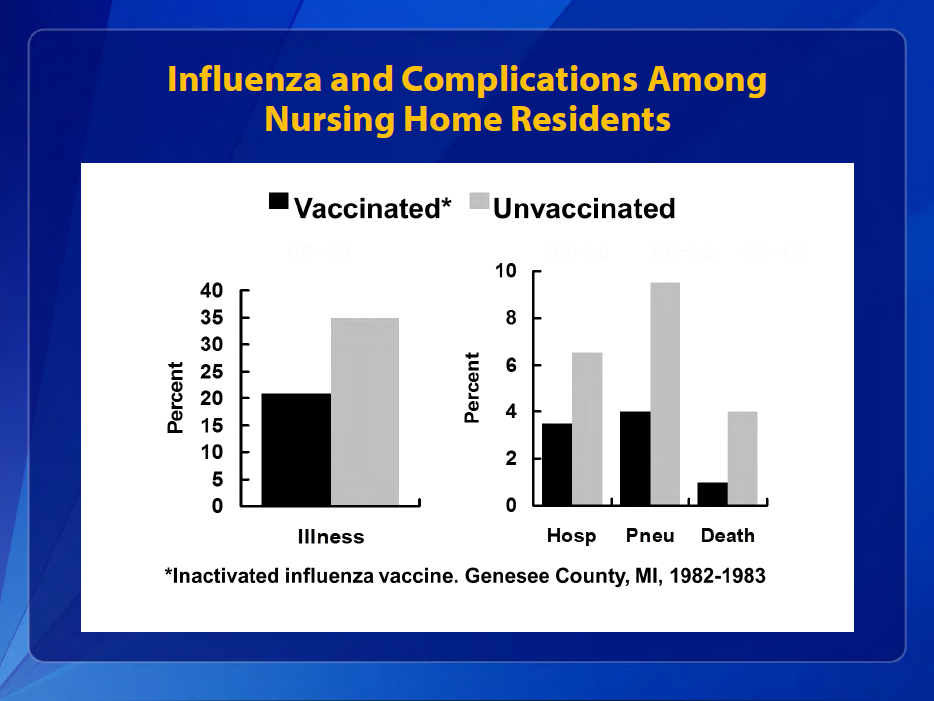 Influenza and Complications Among
Nursing Home Residents
Vaccinated* Unvaccinated
40
35
30
25
20
15
10
5
0
Percent
Illness
10
8
6
4
2
0
Percent
Hosp Pneu Death
*Inactivated influenza vaccine. Genesee County, MI, 1982-1983